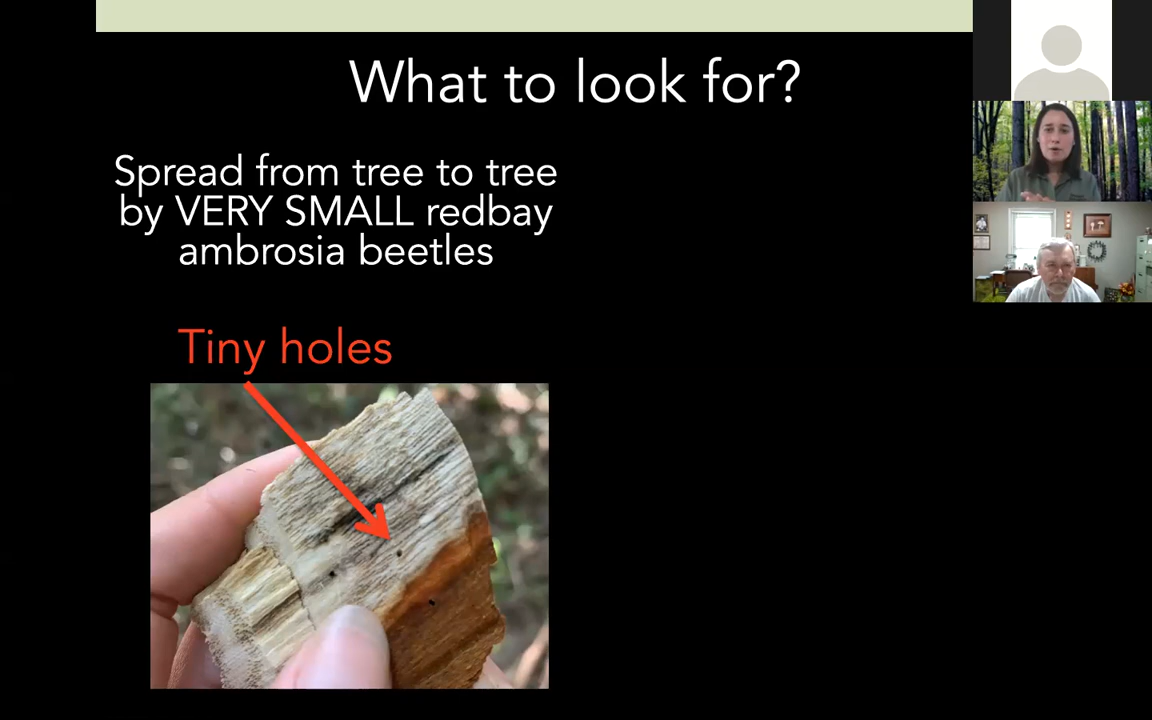 What to look for?
Spread from tree to tree
by VERY SMALL redbay
ambrosia beetles
Tiny holes